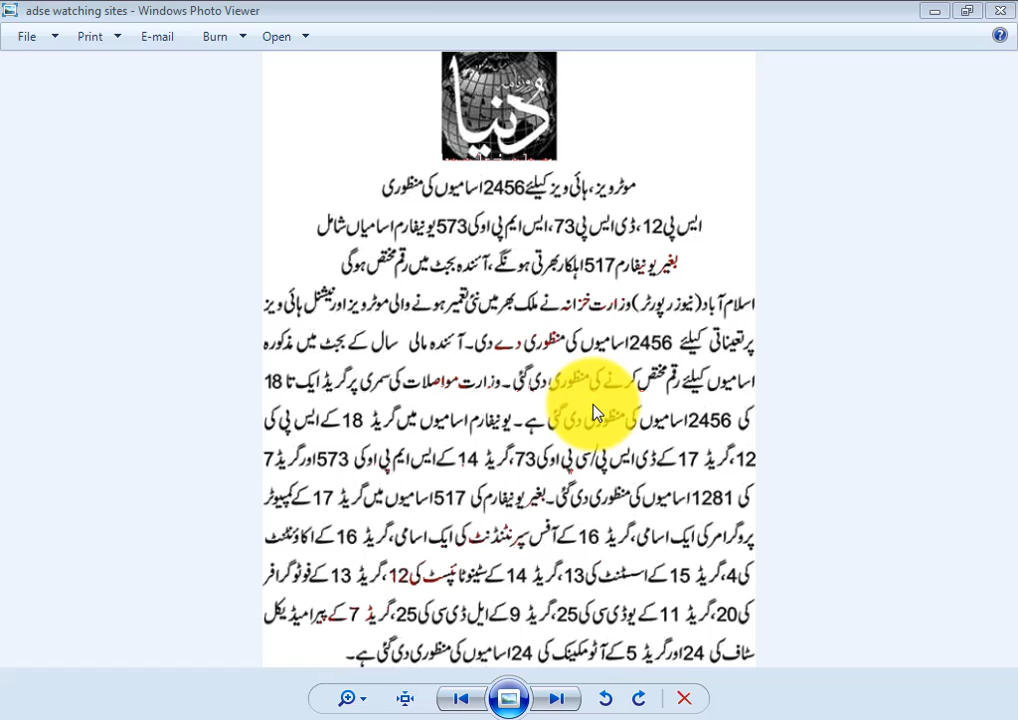 adse watching sites - Windows Photo Viewer
File Print E-mail Burn Open
دُنیا
موٹرویز، ہائی ویز کیلئے 2456 اسامیوں کی منظوری
ایس پی 12، ڈی ایس پی 73، ایس ایم پی او کی 573 یونیفارم اسامیاں شامل
بغیر یونیفارم 517 اہلکار بھرتی ہونگے، آئندہ بجٹ میں رقم مختص ہوگی
اسلام آباد (نیوز رپورٹر) وزارت خزانہ نے ملک بھر میں نئی تعمیر ہونے والی موٹرویز اور نیشنل ہائی ویز
پر تعیناتی کیلئے 2456 اسامیوں کی منظوری دے دی۔ آئندہ مالی سال کے بجٹ میں مذکورہ
اسامیوں کیلئے رقم مختص کرنے کی منظوری دی گئی۔ وزارت مواصلات کی سمری پر گریڈ ایک تا 18
کی 2456 اسامیوں کی منظوری دی گئی ہے۔ یونیفارم اسامیوں میں گریڈ 18 کے ایس پی کی
12، گریڈ 17 کے ڈی ایس پی/سی پی او کی 73، گریڈ 14 کے ایس ایم پی او کی 573 اور گریڈ 7
کی 1281 اسامیوں کی منظوری دی گئی۔ بغیر یونیفارم کی 517 اسامیوں میں گریڈ 17 کے کمپیوٹر
پروگرامر کی ایک اسامی، گریڈ 16 کے آفس سپرنٹنڈنٹ کی ایک اسامی، گریڈ 16 کے اکاؤنٹنٹ
کی 4، گریڈ 15 کے اسسٹنٹ کی 13، گریڈ 14 کے سٹینو ٹائپسٹ کی 12، گریڈ 13 کے فوٹو گرافر
کی 20، گریڈ 11 کے یو ڈی سی کی 25، گریڈ 9 کے ایل ڈی سی کی 25، گریڈ 7 کے پیرا میڈیکل
سٹاف کی 24 اور گریڈ 5 کے آٹو مکینک کی 24 اسامیوں کی منظوری دی گئی ہے۔